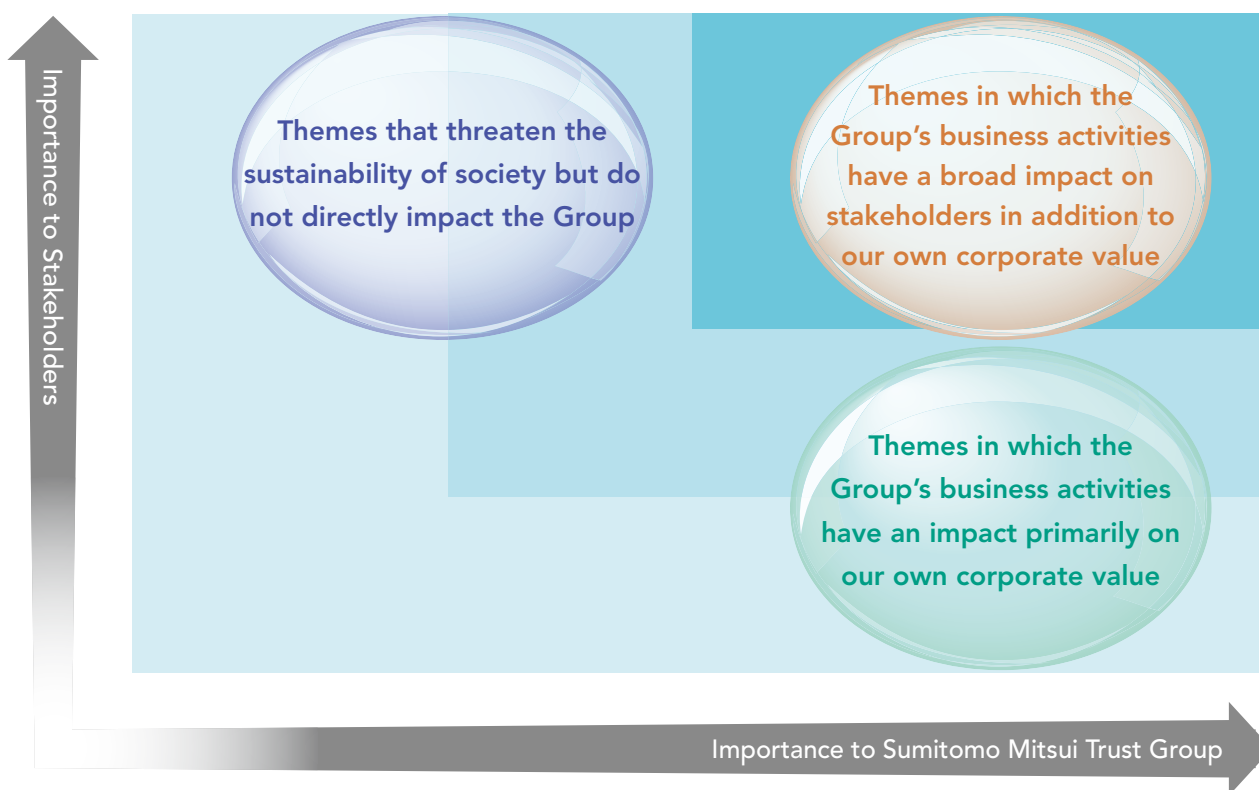 Importance to Stakeholders
Themes that threaten the
sustainability of society but do
not directly impact the Group
Themes in which the
Group’s business activities
have a broad impact on
stakeholders in addition to
our own corporate value
Themes in which the
Group’s business activities
have an impact primarily on
our own corporate value
Importance to Sumitomo Mitsui Trust Group